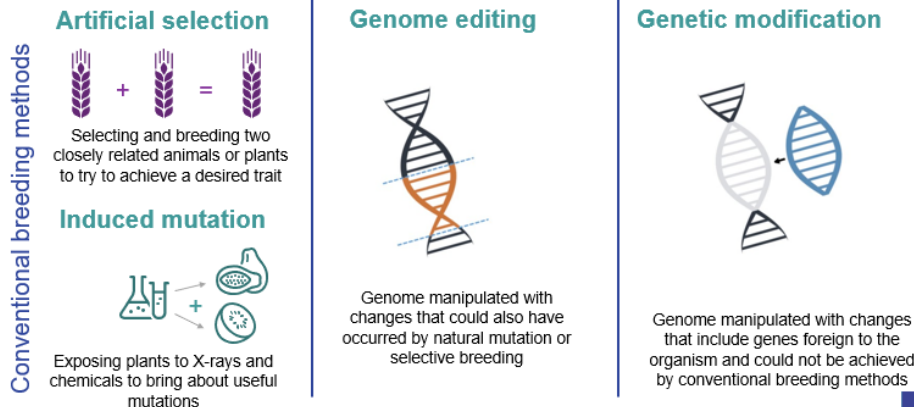 Conventional breeding methods
Artificial selection
+ =
Selecting and breeding two
closely related animals or plants
to try to achieve a desired trait
Induced mutation
+
Exposing plants to X-rays and
chemicals to bring about useful
mutations
Genome editing
Genome manipulated with
changes that could also have
occurred by natural mutation or
selective breeding
Genetic modification
Genome manipulated with changes
that include genes foreign to the
organism and could not be achieved
by conventional breeding methods